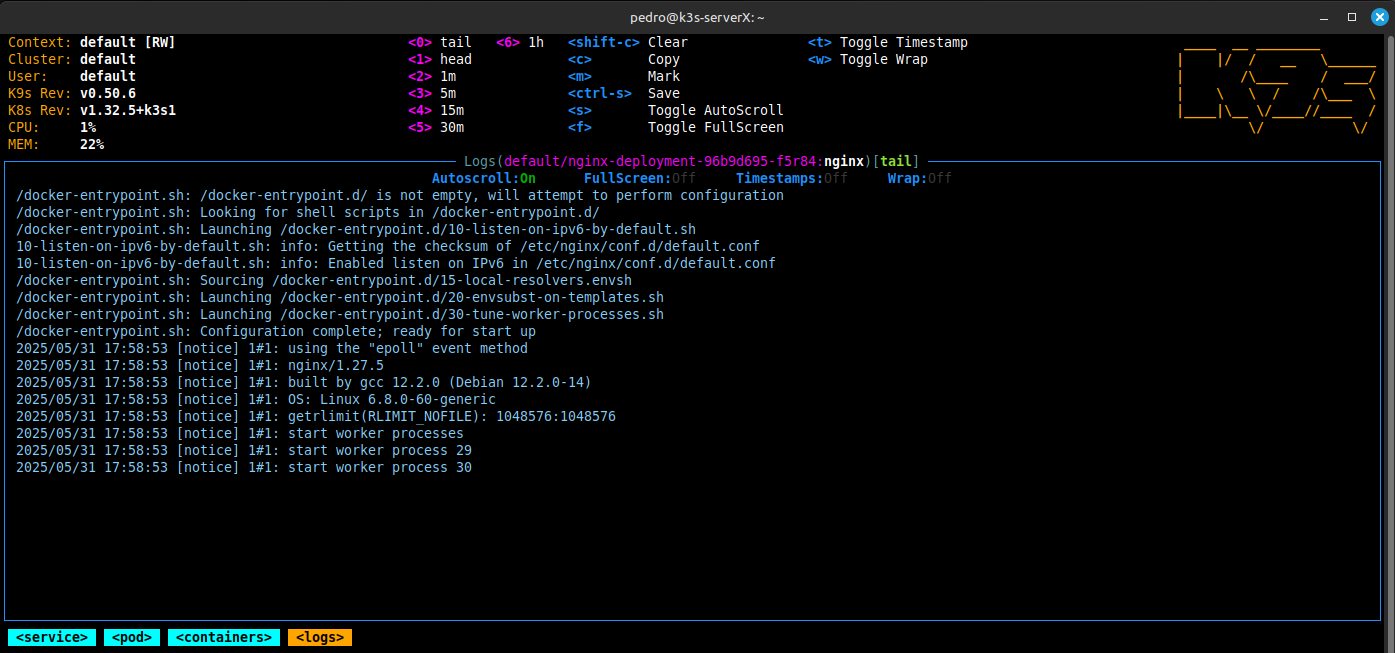 pedro@k3s-serverX: ~
Context: default [RW] <0> tail <6> 1h <shift-c> Clear <t> Toggle Timestamp
Cluster: default <1> head <c> Copy <w> Toggle Wrap
User: default <2> 1m <m> Mark
K9s Rev: v0.50.6 <3> 5m <ctrl-s> Save
K8s Rev: v1.32.5+k3s1 <4> 15m <s> Toggle AutoScroll
CPU: 1% <5> 30m <f> Toggle FullScreen
MEM: 22%
K9s
Logs(default/nginx-deployment-96b9d695-f5r84:nginx)[tail]
Autoscroll:On FullScreen:Off Timestamps:Off Wrap:Off
/docker-entrypoint.sh: /docker-entrypoint.d/ is not empty, will attempt to perform configuration
/docker-entrypoint.sh: Looking for shell scripts in /docker-entrypoint.d/
/docker-entrypoint.sh: Launching /docker-entrypoint.d/10-listen-on-ipv6-by-default.sh
10-listen-on-ipv6-by-default.sh: info: Getting the checksum of /etc/nginx/conf.d/default.conf
10-listen-on-ipv6-by-default.sh: info: Enabled listen on IPv6 in /etc/nginx/conf.d/default.conf
/docker-entrypoint.sh: Sourcing /docker-entrypoint.d/15-local-resolvers.envsh
/docker-entrypoint.sh: Launching /docker-entrypoint.d/20-envsubst-on-templates.sh
/docker-entrypoint.sh: Launching /docker-entrypoint.d/30-tune-worker-processes.sh
/docker-entrypoint.sh: Configuration complete; ready for start up
2025/05/31 17:58:53 [notice] 1#1: using the "epoll" event method
2025/05/31 17:58:53 [notice] 1#1: nginx/1.27.5
2025/05/31 17:58:53 [notice] 1#1: built by gcc 12.2.0 (Debian 12.2.0-14)
2025/05/31 17:58:53 [notice] 1#1: OS: Linux 6.8.0-60-generic
2025/05/31 17:58:53 [notice] 1#1: getrlimit(RLIMIT_NOFILE): 1048576:1048576
2025/05/31 17:58:53 [notice] 1#1: start worker processes
2025/05/31 17:58:53 [notice] 1#1: start worker process 29
2025/05/31 17:58:53 [notice] 1#1: start worker process 30
<service> <pod> <containers> <logs>